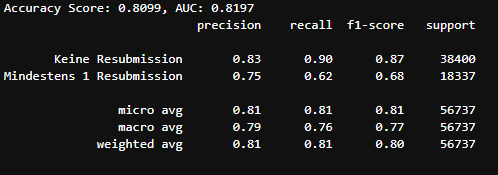 Accuracy Score: 0.8099, AUC: 0.8197
precision recall f1-score support
Keine Resubmission 0.83 0.90 0.87 38400
Mindestens 1 Resubmission 0.75 0.62 0.68 18337
micro avg 0.81 0.81 0.81 56737
macro avg 0.79 0.76 0.77 56737
weighted avg 0.81 0.81 0.80 56737